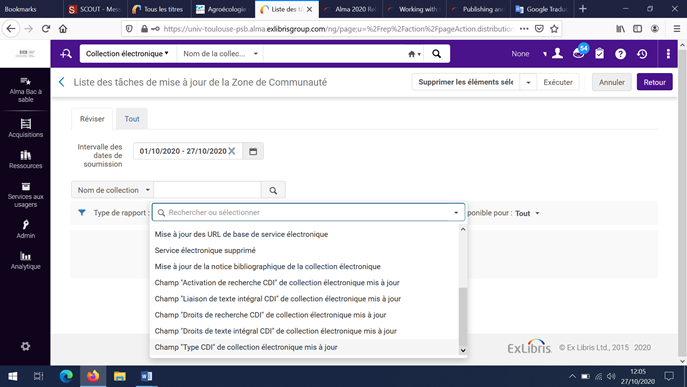 Bookmarks
SCOUT - Mess
Tous les titres
Agroécologie
Liste des tâ
Alma 2020 Rel
Working with
Publishing and
Google Traduc
https://univ-toulouse-psb.alma.exlibrisgroup.com/ng/page;u=%2Frep%2Faction%2FpageAction.distribution
Collection électronique
Nom de la collec...
None
54
Alma Bac à sable
Liste des tâches de mise à jour de la Zone de Communauté
Supprimer les éléments séle
Exécuter
Annuler
Retour
Acquisitions
Ressources
Services aux usagers
Admin
Analytique
Réviser
Tout
Intervalle des dates de soumission
01/10/2020 - 27/10/2020
Nom de collection
Type de rapport :
Rechercher ou sélectionner
ponible pour : Tout
Mise à jour des URL de base de service électronique
Service électronique supprimé
Mise à jour de la notice bibliographique de la collection électronique
Champ "Activation de recherche CDI" de collection électronique mis à jour
Champ "Liaison de texte intégral CDI" de collection électronique mis à jour
Champ "Droits de recherche CDI" de collection électronique mis à jour
Champ "Droits de texte intégral CDI" de collection électronique mis à jour
Champ "Type CDI" de collection électronique mis à jour
ExLibris © Ex Libris Ltd., 2015 2020
12:05
27/10/2020